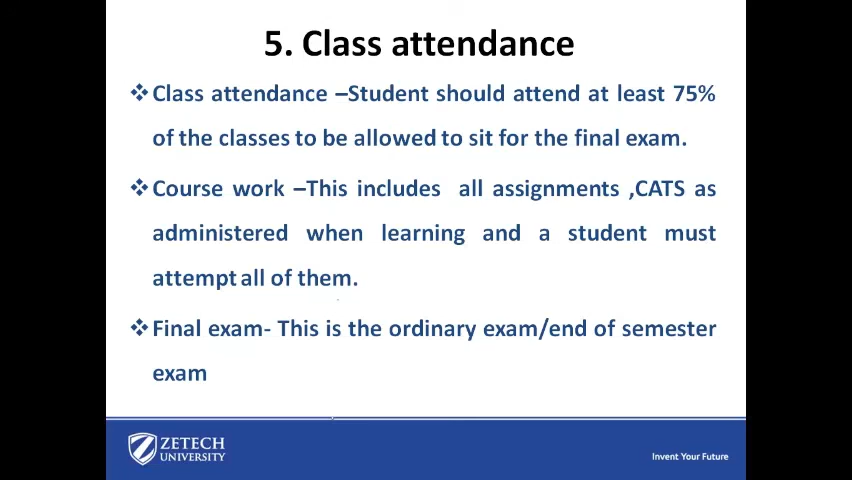 5. Class attendance
❖Class attendance –Student should attend at least 75%
of the classes to be allowed to sit for the final exam.
❖Course work –This includes all assignments ,CATS as
administered when learning and a student must
attempt all of them.
❖Final exam- This is the ordinary exam/end of semester
exam
ZETECH
UNIVERSITY
Invent Your Future